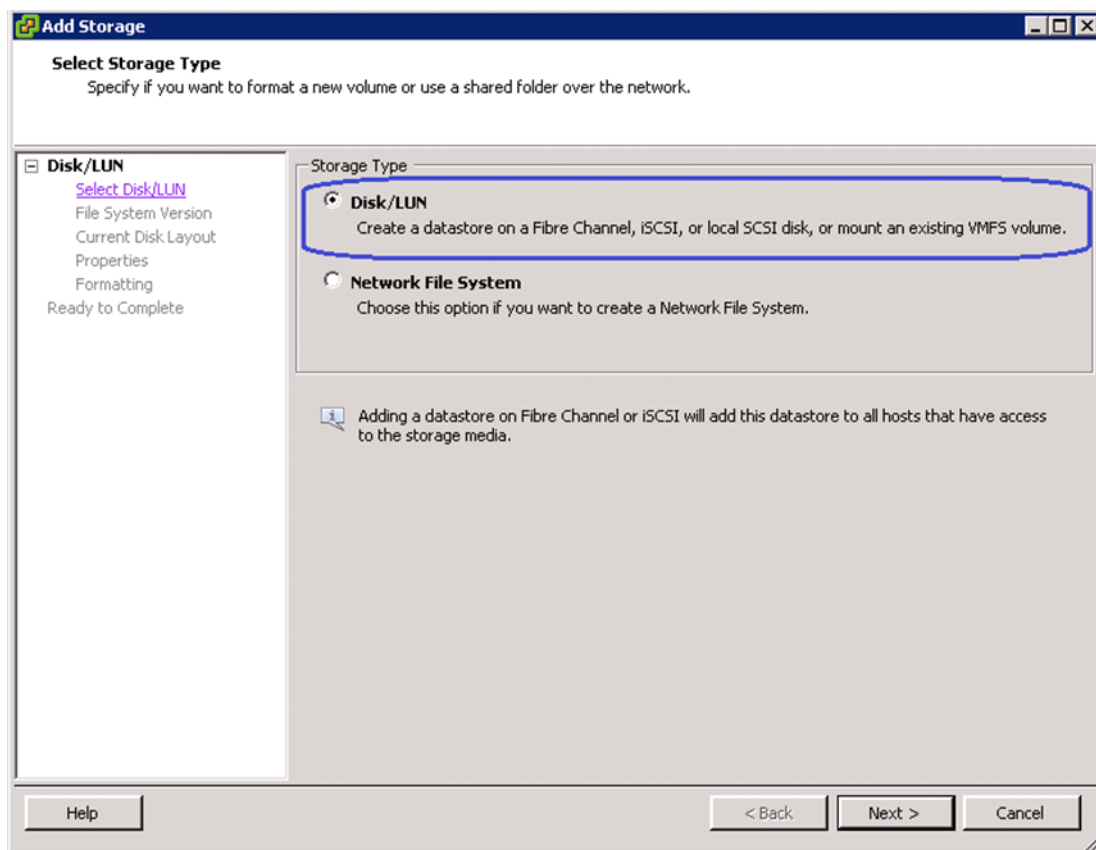 Add Storage
Select Storage Type
Specify if you want to format a new volume or use a shared folder over the network.
Disk/LUN
Select Disk/LUN
File System Version
Current Disk Layout
Properties
Formatting
Ready to Complete
Storage Type
Disk/LUN
Create a datastore on a Fibre Channel, iSCSI, or local SCSI disk, or mount an existing VMFS volume.
Network File System
Choose this option if you want to create a Network File System.
Adding a datastore on Fibre Channel or iSCSI will add this datastore to all hosts that have access
to the storage media.
Help
< Back
Next >
Cancel